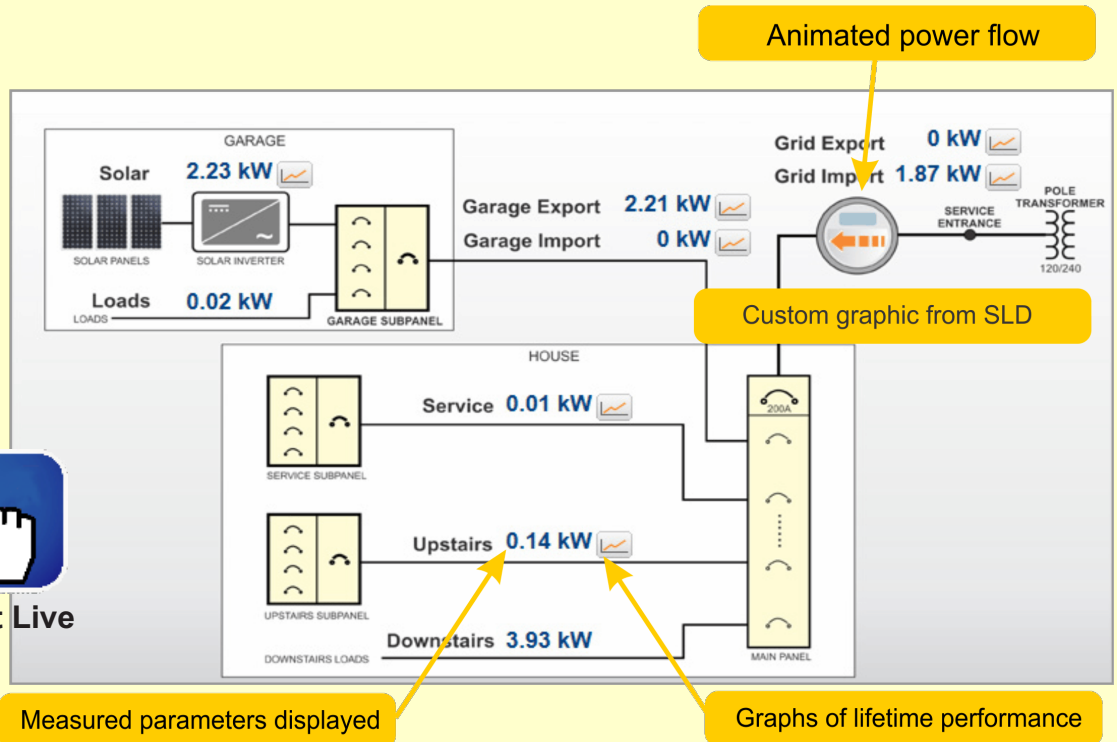 Animated power flow
GARAGE
Solar 2.23 kW
SOLAR PANELS
SOLAR INVERTER
Loads 0.02 kW
LOADS
GARAGE SUBPANEL
Garage Export 2.21 kW
Garage Import 0 kW
Grid Export 0 kW
Grid Import 1.87 kW
POLE
TRANSFORMER
SERVICE
ENTRANCE
120/240
Custom graphic from SLD
HOUSE
200A
Service 0.01 kW
SERVICE SUBPANEL
Upstairs 0.14 kW
UPSTAIRS SUBPANEL
Downstairs 3.93 kW
DOWNSTAIRS LOADS
MAIN PANEL
Live
Measured parameters displayed
Graphs of lifetime performance